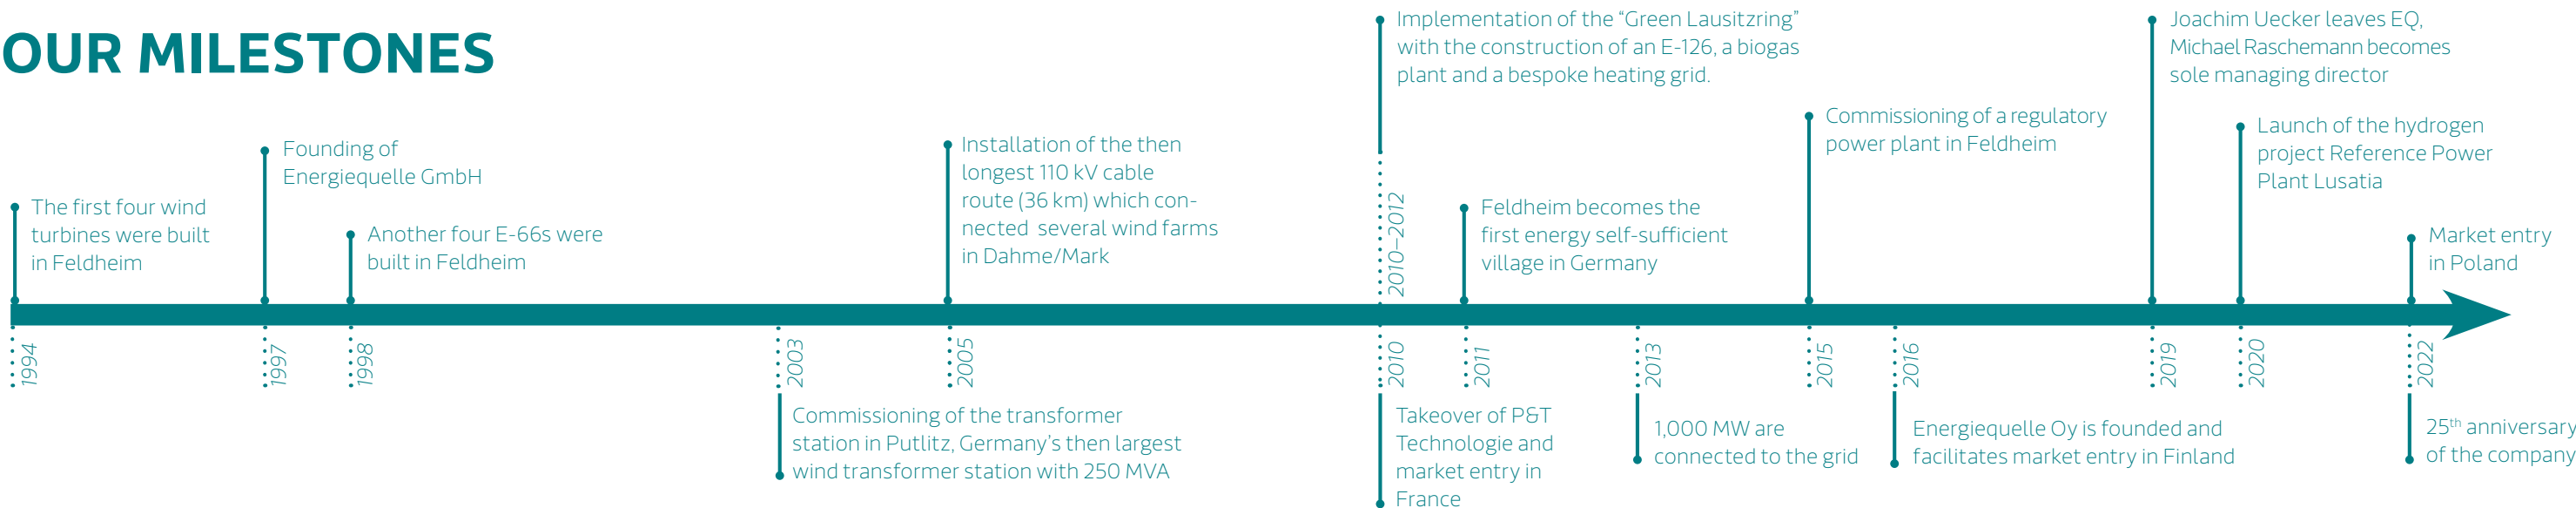 OUR MILESTONES
The first four wind
turbines were built
in Feldheim
1994
Founding of
Energiequelle GmbH
1997
Another four E-66s were
built in Feldheim
1998
2003
Commissioning of the transformer
station in Putlitz, Germany's then largest
wind transformer station with 250 MVA
Installation of the then
longest 110 kV cable
route (36 km) which con-
nected several wind farms
in Dahme/Mark
2005
Implementation of the “Green Lausitzring”
with the construction of an E-126, a biogas
plant and a bespoke heating grid.
2010–2012
2010
Takeover of P&T
Technologie and
market entry in
France
Feldheim becomes the
first energy self-sufficient
village in Germany
2011
2013
1,000 MW are
connected to the grid
Commissioning of a regulatory
power plant in Feldheim
2015
2016
Energiequelle Oy is founded and
facilitates market entry in Finland
Joachim Uecker leaves EQ,
Michael Raschemann becomes
sole managing director
2019
Launch of the hydrogen
project Reference Power
Plant Lusatia
2020
Market entry
in Poland
2022
25th anniversary
of the company